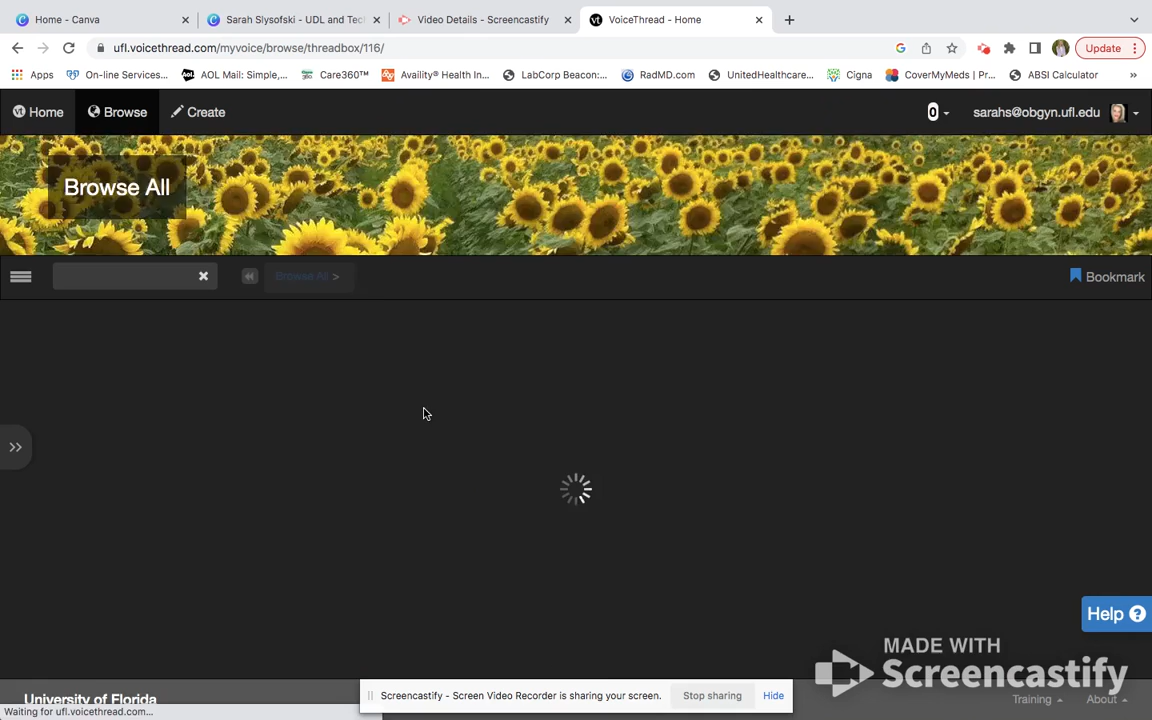 Home - Canva
Sarah Slysofski - UDL and Tec
Video Details - Screencastify
VoiceThread - Home
ufl.voicethread.com/myvoice/browse/threadbox/116/
Update
Apps
On-line Services...
AOL Mail: Simple,...
Care360™
Availity® Health In...
LabCorp Beacon:...
RadMD.com
UnitedHealthcare,...
Cigna
CoverMyMeds | Pr...
ABSI Calculator
»
vt Home
Browse
Create
0
sarahs@obgyn.ufl.edu
Browse All
Browse All >
Bookmark
Help ?
MADE WITH
Screencastify
University of Florida
Training
About
Waiting for ufl.voicethread.com...
Screencastify - Screen Video Recorder is sharing your screen.
Stop sharing
Hide